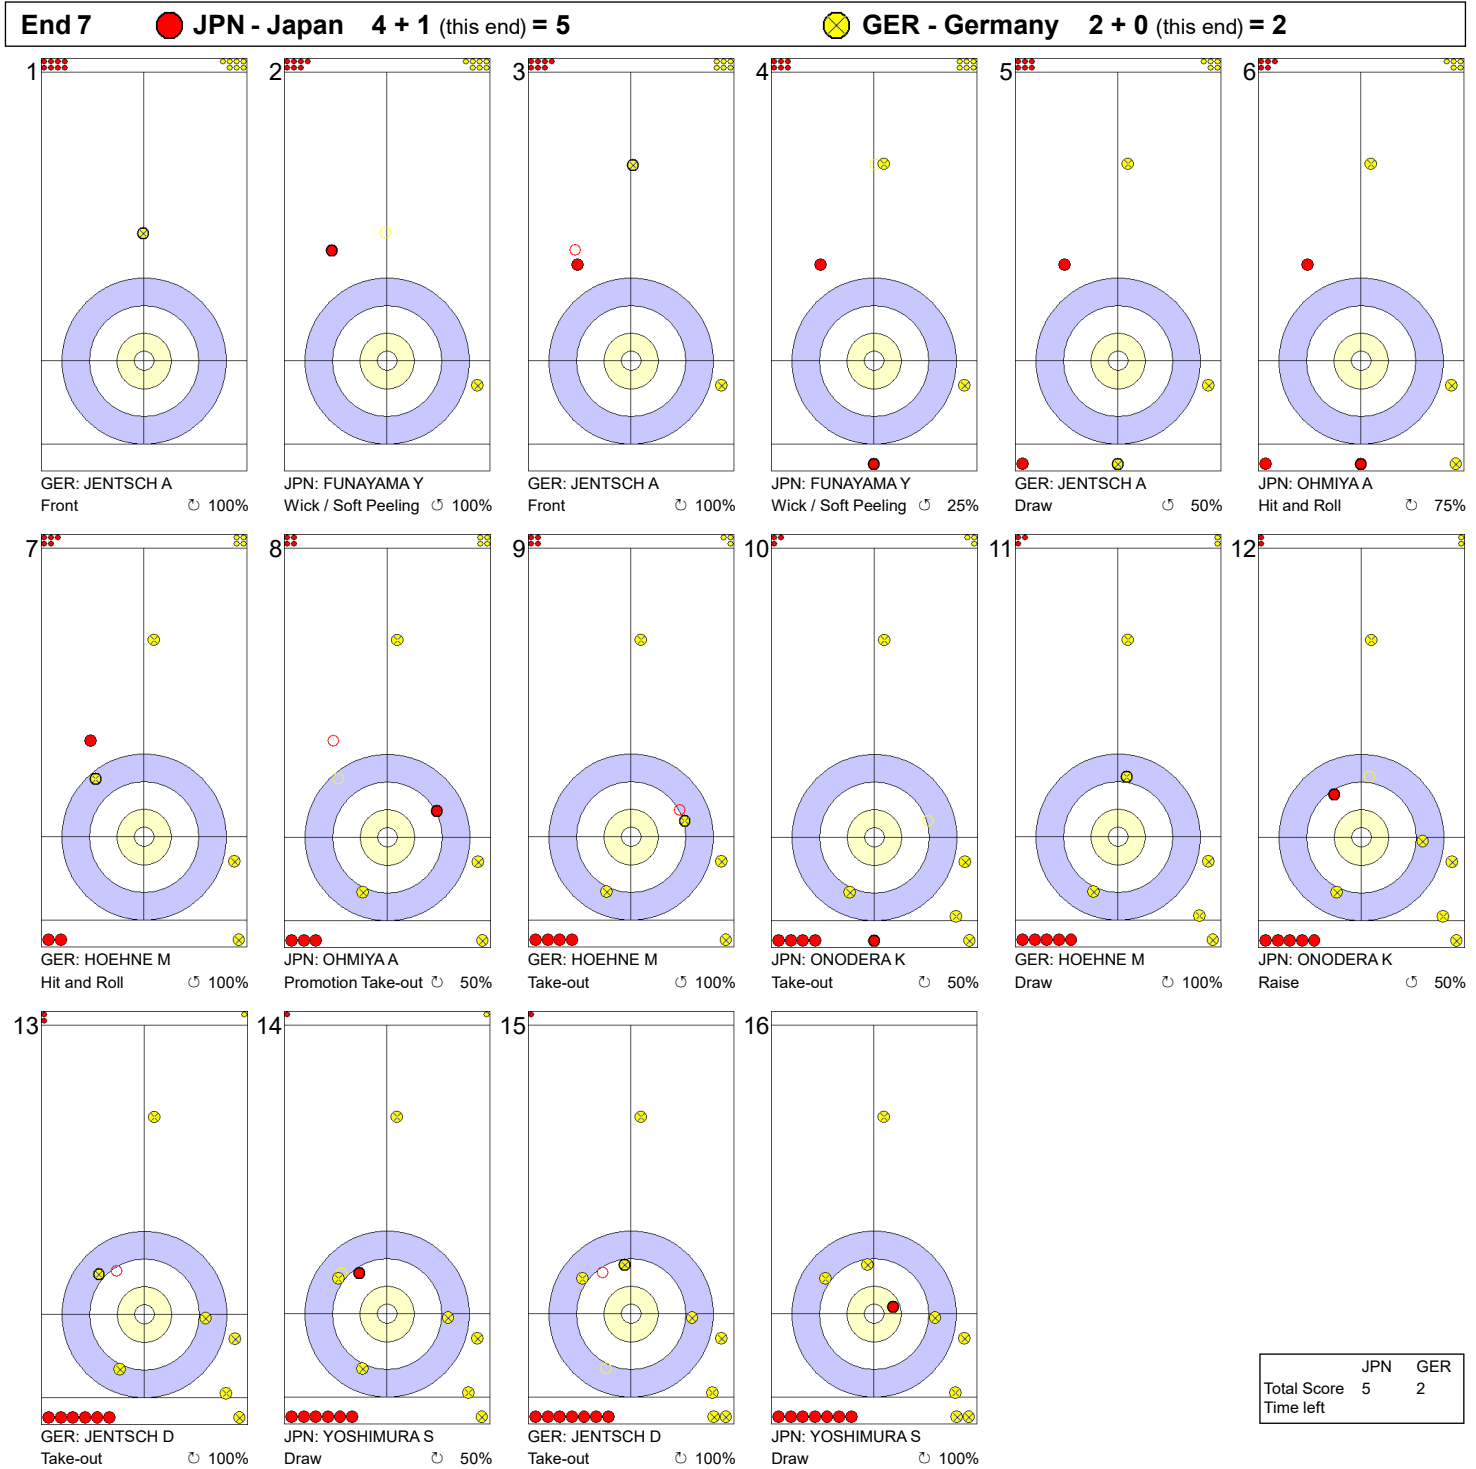 End 7 JPN - Japan 4 + 1 (this end) = 5 GER - Germany 2 + 0 (this end) = 2
1 2 3 4 5 6
GER: JENTSCH A JPN: FUNAYAMA Y GER: JENTSCH A JPN: FUNAYAMA Y GER: JENTSCH A JPN: OHMIYA A
Front ↻ 100% Wick / Soft Peeling ↻ 100% Front ↻ 100% Wick / Soft Peeling ↻ 25% Draw ↻ 50% Hit and Roll ↻ 75%
7 8 9 10 11 12
GER: HOEHNE M JPN: OHMIYA A GER: HOEHNE M JPN: ONODERA K GER: HOEHNE M JPN: ONODERA K
Hit and Roll ↻ 100% Promotion Take-out ↻ 50% Take-out ↺ 100% Take-out ↻ 50% Draw ↺ 100% Raise ↺ 50%
13 14 15 16
GER: JENTSCH D JPN: YOSHIMURA S GER: JENTSCH D JPN: YOSHIMURA S
Take-out ↻ 100% Draw ↻ 50% Take-out ↻ 100% Draw ↻ 100%
JPN GER
Total Score 5 2
Time left